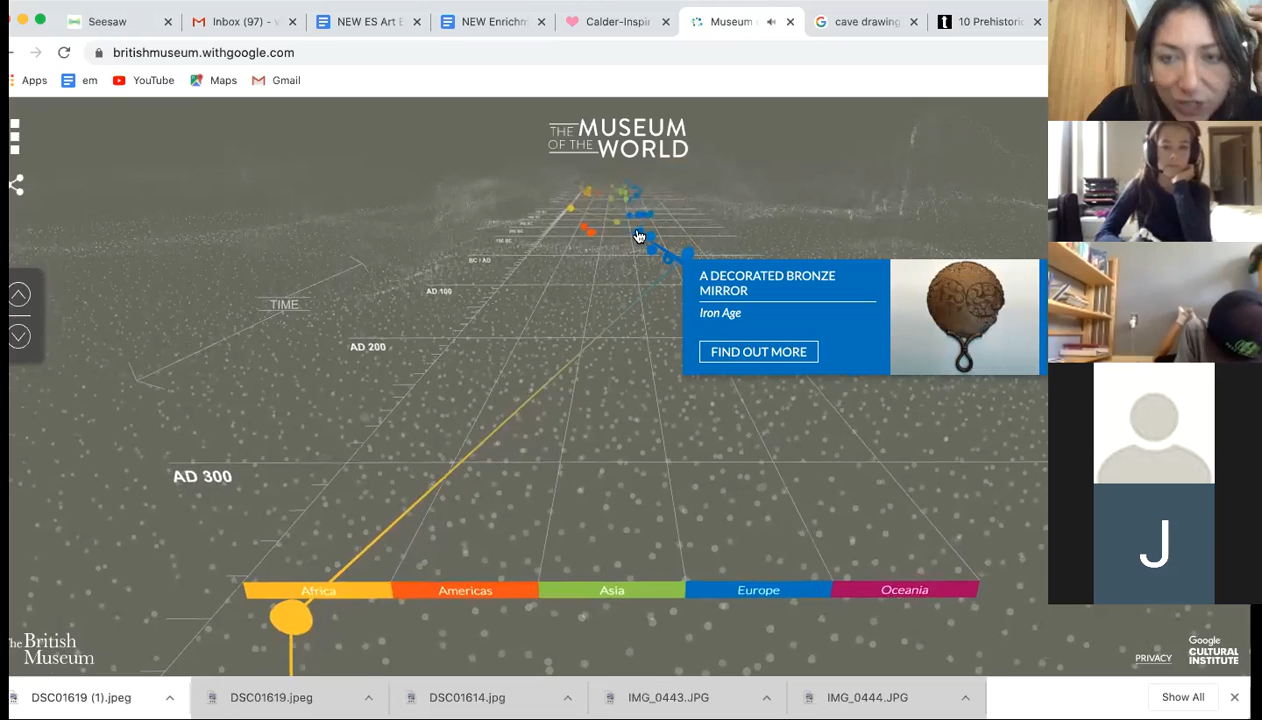 Seesaw
Inbox (97) -
NEW ES Art E
NEW Enrichm
Calder-Inspi
Museum
cave drawing
10 Prehistori
britishmuseum.withgoogle.com
Apps
em
YouTube
Maps
Gmail
THE MUSEUM
OF THE WORLD
BC | AD
AD 100
TIME
AD 200
AD 300
A DECORATED BRONZE
MIRROR
Iron Age
FIND OUT MORE
Africa
Americas
Asia
Europe
Oceania
J
The British
Museum
PRIVACY
Google
CULTURAL
INSTITUTE
DSC01619 (1).jpeg
DSC01619.jpeg
DSC01614.jpg
IMG_0443.JPG
IMG_0444.JPG
Show All